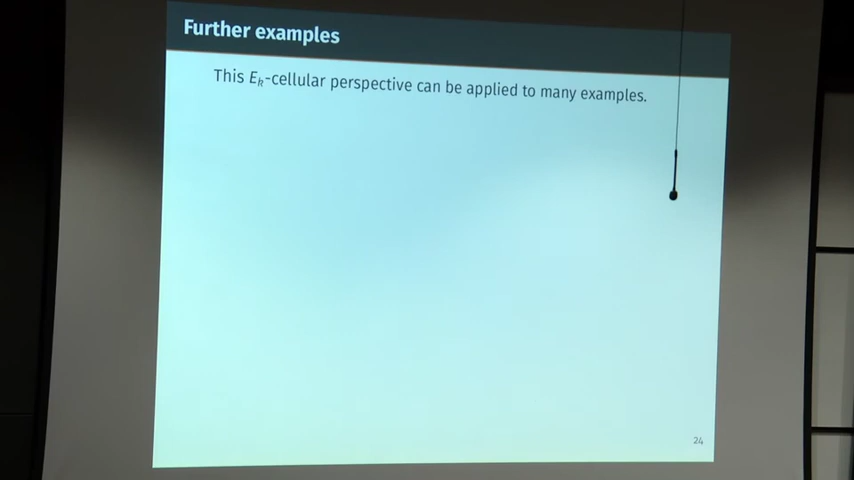 Further examples
This Eₖ-cellular perspective can be applied to many examples.
24